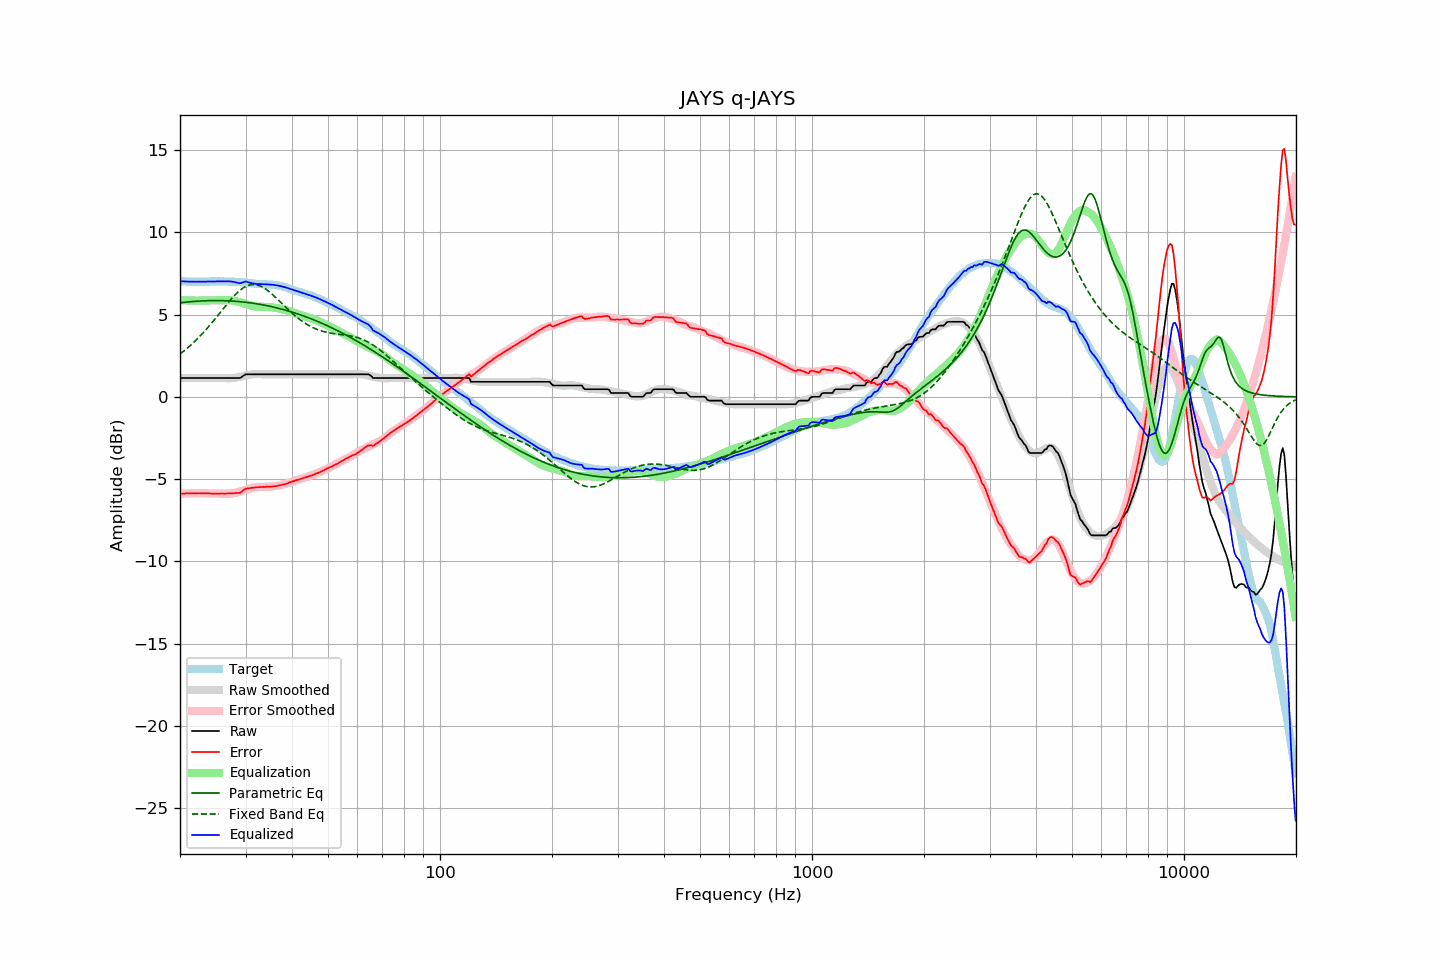 JAYS q-JAYS
Amplitude (dBr)
15
10
5
0
−5
−10
−15
−20
−25
Target
Raw Smoothed
Error Smoothed
Raw
Error
Equalization
Parametric Eq
Fixed Band Eq
Equalized
100
1000
10000
Frequency (Hz)